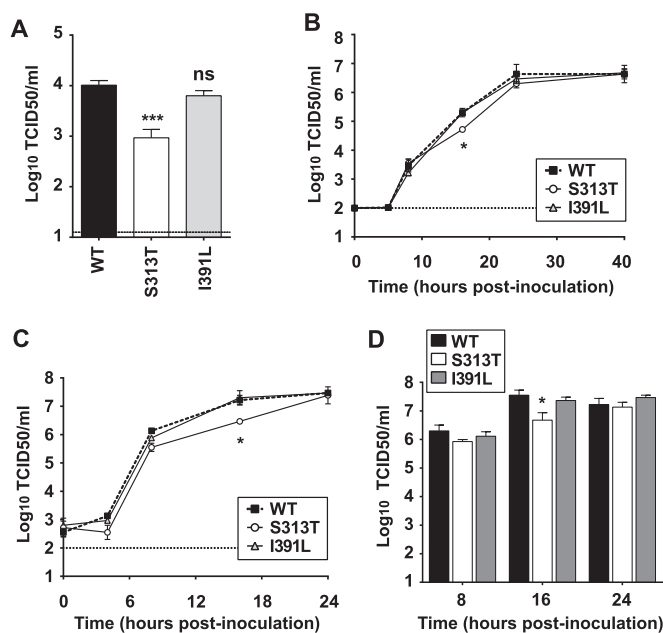 A
5
4
3
2
1
Log10 TCID50/ml
***
ns
WT
S313T
I391L
B
8
7
6
5
4
3
2
1
Log10 TCID50/ml
*
WT
S313T
I391L
0 10 20 30 40
Time (hours post-inoculation)
C
8
7
6
5
4
3
2
1
Log10 TCID50/ml
*
WT
S313T
I391L
0 6 12 18 24
Time (hours post-inoculation)
D
WT
S313T
I391L
8
7
6
5
4
3
2
1
Log10 TCID50/ml
*
8 16 24
Time (hours post-inoculation)